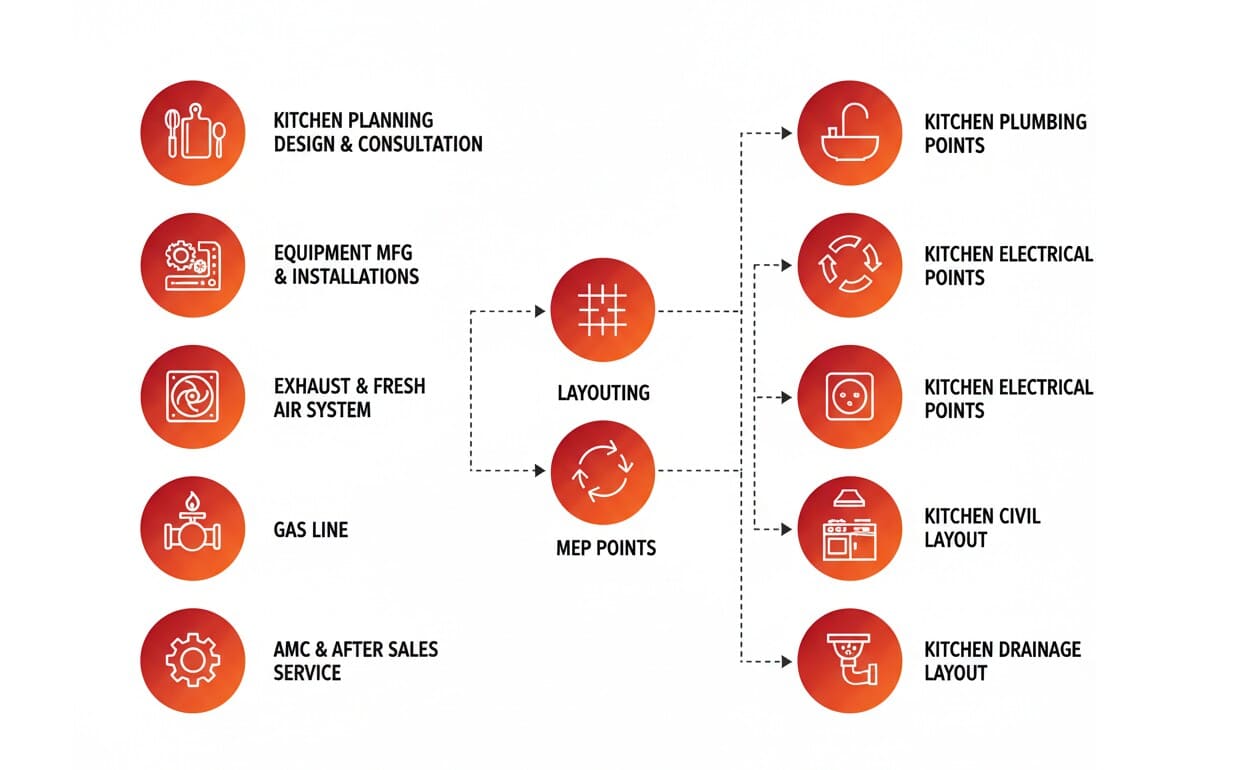 KITCHEN PLANNING
DESIGN & CONSULTATION
EQUIPMENT MFG
& INSTALLATIONS
EXHAUST & FRESH
AIR SYSTEM
GAS LINE
AMC & AFTER SALES
SERVICE
LAYOUTING
MEP POINTS
KITCHEN PLUMBING
POINTS
KITCHEN ELECTRICAL
POINTS
KITCHEN ELECTRICAL
POINTS
KITCHEN CIVIL
LAYOUT
KITCHEN DRAINAGE
LAYOUT